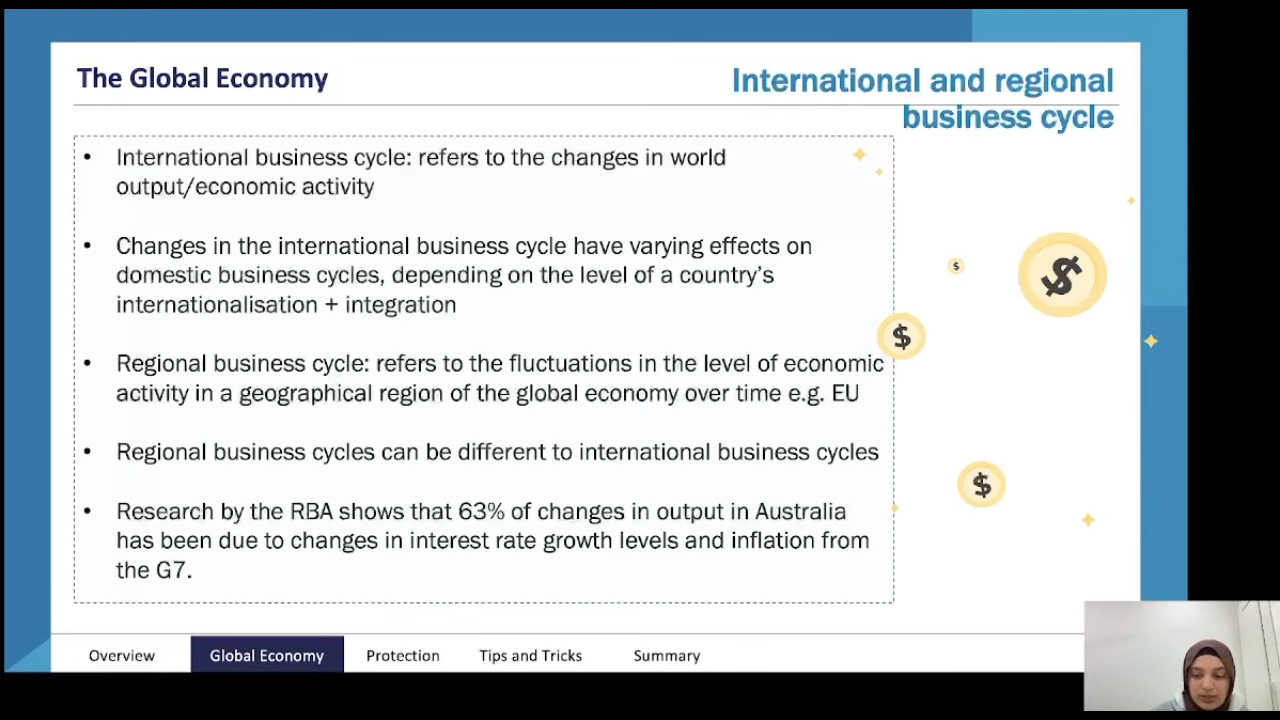 The Global Economy
International and regional
business cycle
• International business cycle: refers to the changes in world
output/economic activity
• Changes in the international business cycle have varying effects on
domestic business cycles, depending on the level of a country's
internationalisation + integration
• Regional business cycle: refers to the fluctuations in the level of economic
activity in a geographical region of the global economy over time e.g. EU
• Regional business cycles can be different to international business cycles
• Research by the RBA shows that 63% of changes in output in Australia
has been due to changes in interest rate growth levels and inflation from
the G7.
$
$
$
$
Overview Global Economy Protection Tips and Tricks Summary